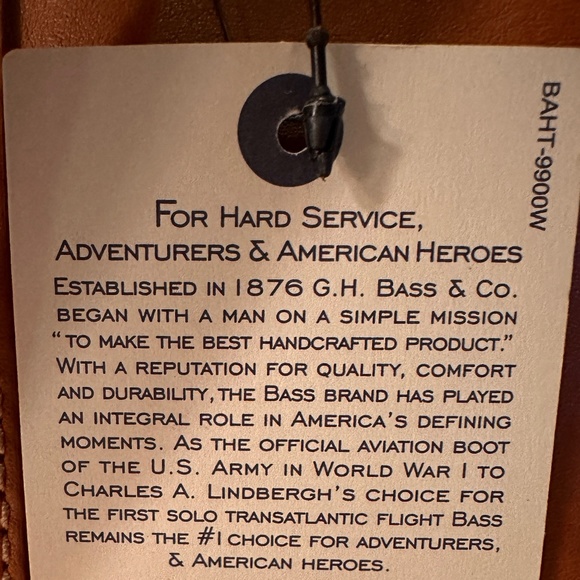 For Hard Service,
Adventurers & American Heroes
Established in 1876 G.H. Bass & Co.
began with a man on a simple mission
“to make the best handcrafted product.”
With a reputation for quality, comfort
and durability, the Bass brand has played
an integral role in America's defining
moments. As the official aviation boot
of the U.S. Army in World War I to
Charles A. Lindbergh's choice for
the first solo transatlantic flight Bass
remains the #1 choice for adventurers,
& American heroes.
BAHT-9900W